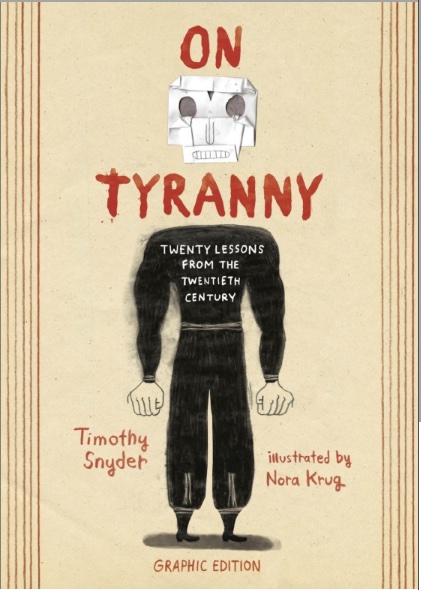 ON
TYRANNY
TWENTY LESSONS
FROM THE
TWENTIETH
CENTURY
Timothy
Snyder
illustrated by
Nora Krug
GRAPHIC EDITION